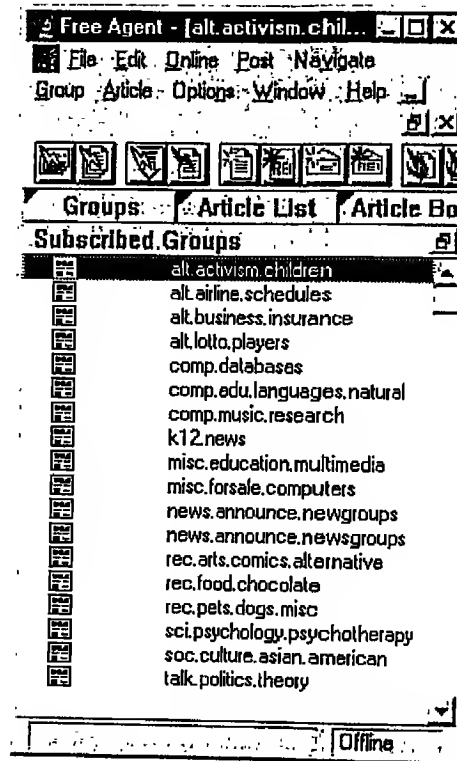 Free Agent - [alt.activism.chil...
File Edit Online Post Navigate
Group Article Options Window Help
Groups Article List Article Bo
Subscribed Groups
alt.activism.children
alt.airline.schedules
alt.business.insurance
alt.lotto.players
comp.databases
comp.edu.languages.natural
comp.music.research
k12.news
misc.education.multimedia
misc.forsale.computers
news.announce.newgroups
news.announce.newsgroups
rec.arts.comics.alternative
rec.food.chocolate
rec.pets.dogs.misc
sci.psychology.psychotherapy
soc.culture.asian.american
talk.politics.theory
Offline